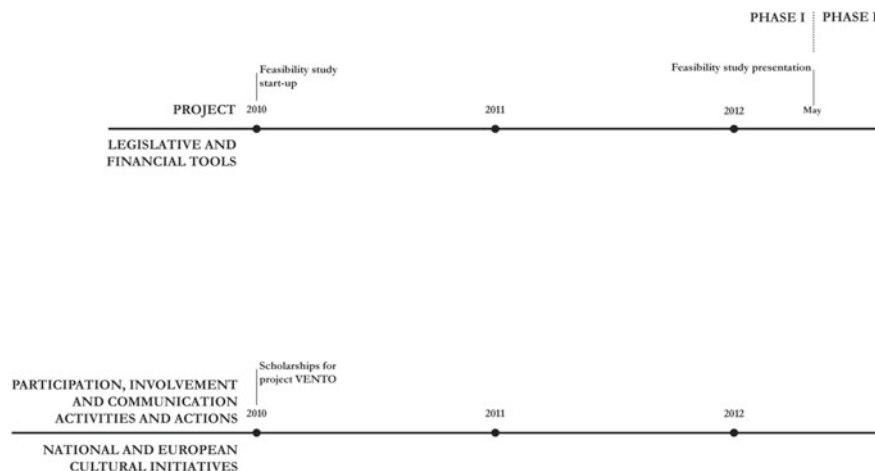 PHASE I
PHASE I
Feasibility study
start-up
Feasibility study presentation
PROJECT
2010
2011
2012
May
LEGISLATIVE AND
FINANCIAL TOOLS
Scholarships for
project VENTO
PARTICIPATION, INVOLVEMENT
AND COMMUNICATION
ACTIVITIES AND ACTIONS
2010
2011
2012
NATIONAL AND EUROPEAN
CULTURAL INITIATIVES